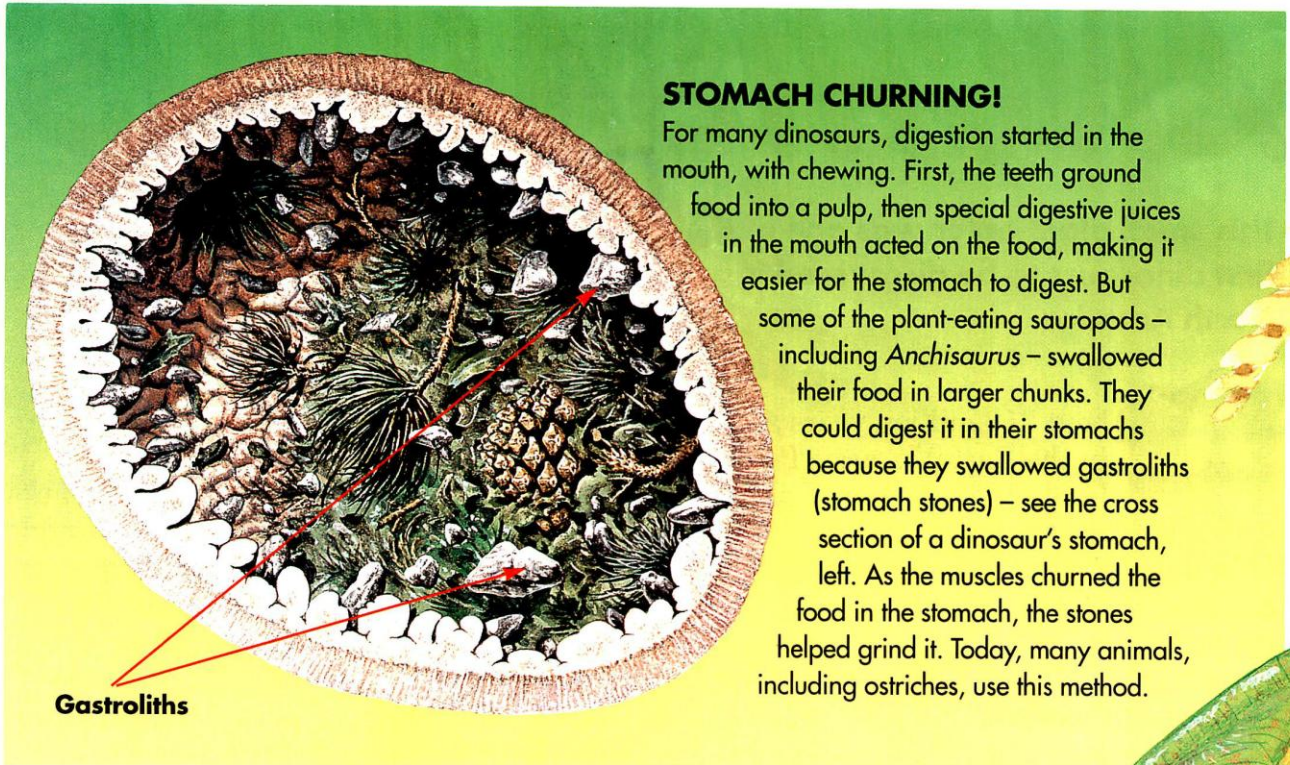 STOMACH CHURNING!
For many dinosaurs, digestion started in the
mouth, with chewing. First, the teeth ground
food into a pulp, then special digestive juices
in the mouth acted on the food, making it
easier for the stomach to digest. But
some of the plant-eating sauropods –
including Anchisaurus – swallowed
their food in larger chunks. They
could digest it in their stomachs
because they swallowed gastroliths
(stomach stones) – see the cross
section of a dinosaur's stomach,
left. As the muscles churned the
food in the stomach, the stones
helped grind it. Today, many animals,
including ostriches, use this method.
Gastroliths